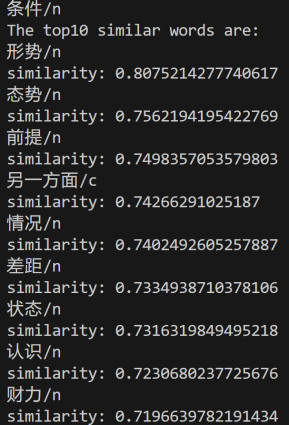 条件/n
The top10 similar words are:
形势/n
similarity: 0.8075214277740617
态势/n
similarity: 0.7562194195422769
前提/n
similarity: 0.7498357053579803
另一方面/c
similarity: 0.74266291025187
情况/n
similarity: 0.7402492605257887
差距/n
similarity: 0.7334938710378106
状态/n
similarity: 0.7316319849495218
认识/n
similarity: 0.7230680237725676
财力/n
similarity: 0.7196639782191434